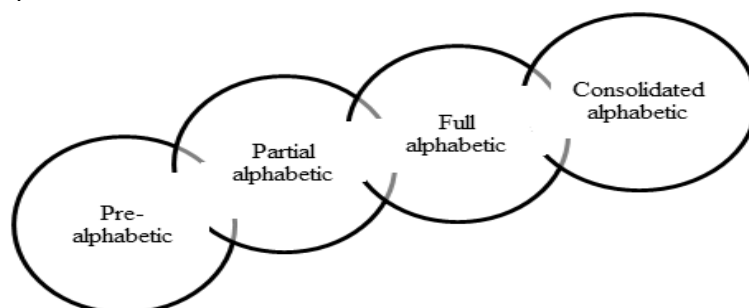 Pre-
alphabetic
Partial
alphabetic
Full
alphabetic
Consolidated
alphabetic